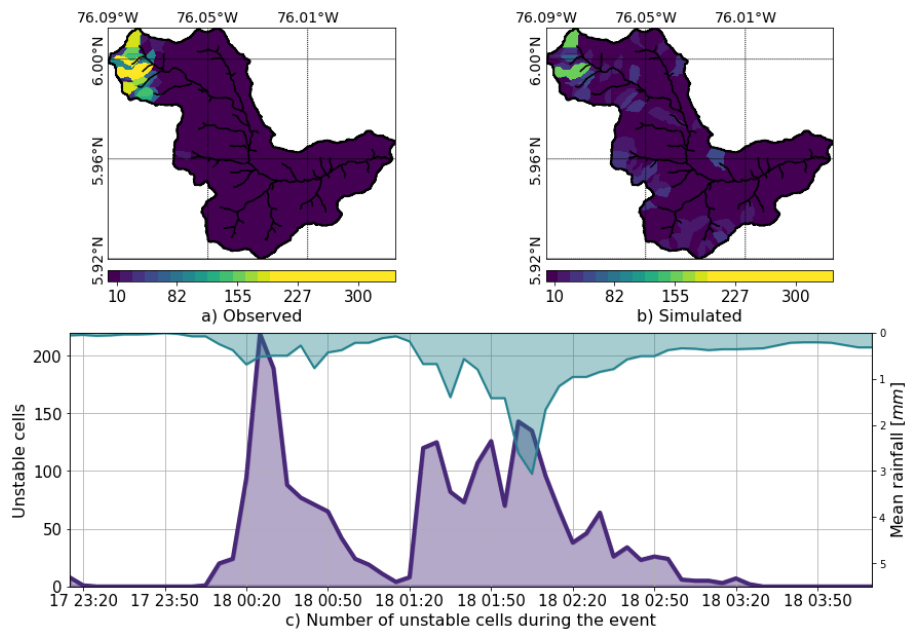 76.09°W 76.05°W 76.01°W
6.00°N
5.96°N
5.92°N
10 82 155 227 300
a) Observed
76.09°W 76.05°W 76.01°W
6.00°N
5.96°N
5.92°N
10 82 155 227 300
b) Simulated
Unstable cells
200
150
100
50
0
0
1
2
3
4
5
Mean rainfall [mm]
17 23:20 17 23:50 18 00:20 18 00:50 18 01:20 18 01:50 18 02:20 18 02:50 18 03:20 18 03:50
c) Number of unstable cells during the event